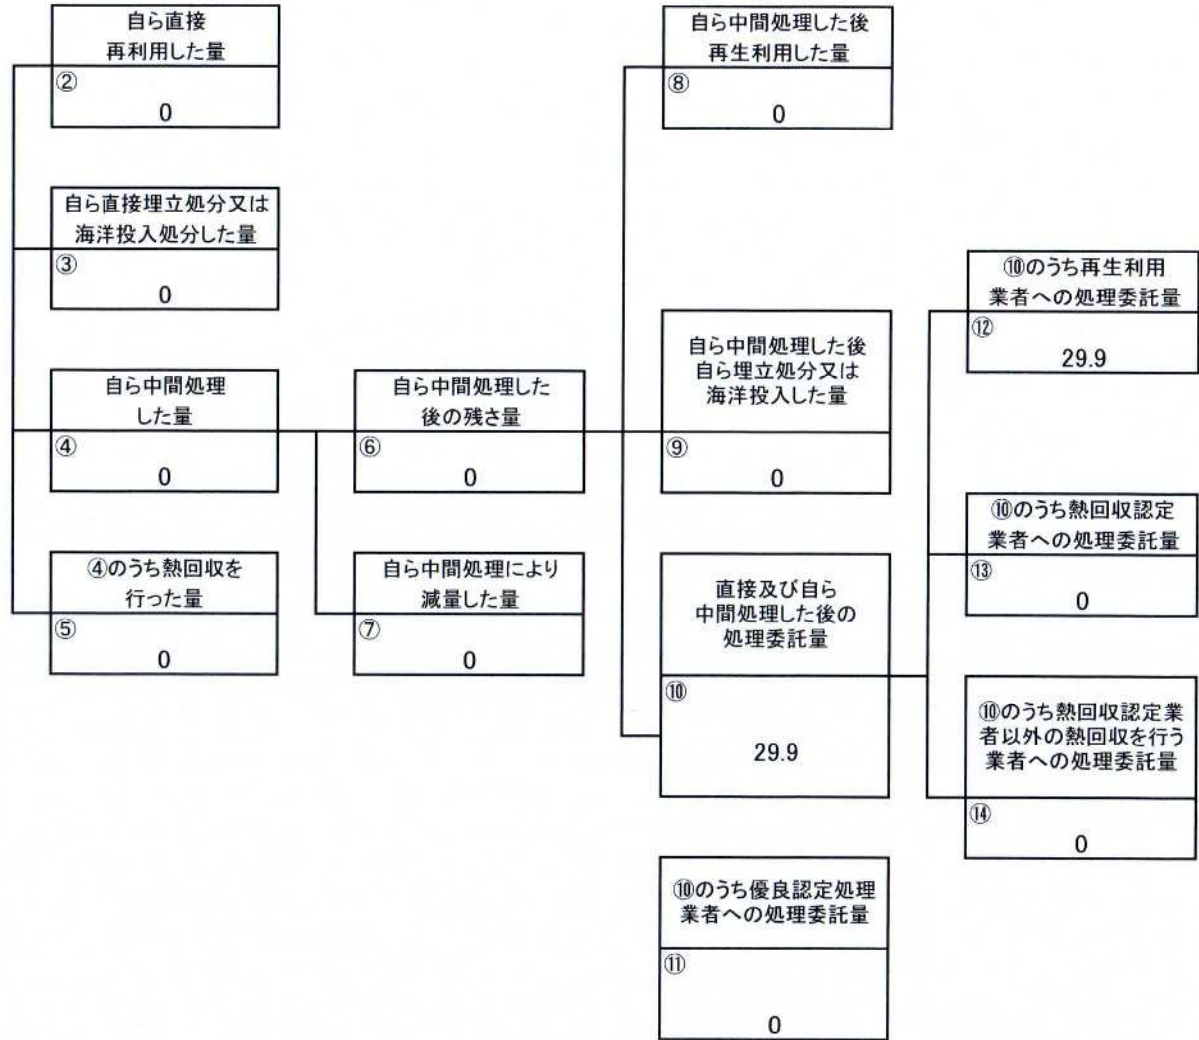 自ら直接
再利用した量
②
0
自ら直接埋立処分又は
海洋投入処分した量
③
0
自ら中間処理
した量
④
0
④のうち熱回収を
行った量
⑤
0
自ら中間処理した
後の残さ量
⑥
0
自ら中間処理により
減量した量
⑦
0
自ら中間処理した後
再生利用した量
⑧
0
自ら中間処理した後
自ら埋立処分又は
海洋投入した量
⑨
0
直接及び自ら
中間処理した後の
処理委託量
⑩
29.9
⑩のうち優良認定処理
業者への処理委託量
⑪
0
⑩のうち再生利用
業者への処理委託量
⑫
29.9
⑩のうち熱回収認定
業者への処理委託量
⑬
0
⑩のうち熱回収認定業
者以外の熱回収を行う
業者への処理委託量
⑭
0